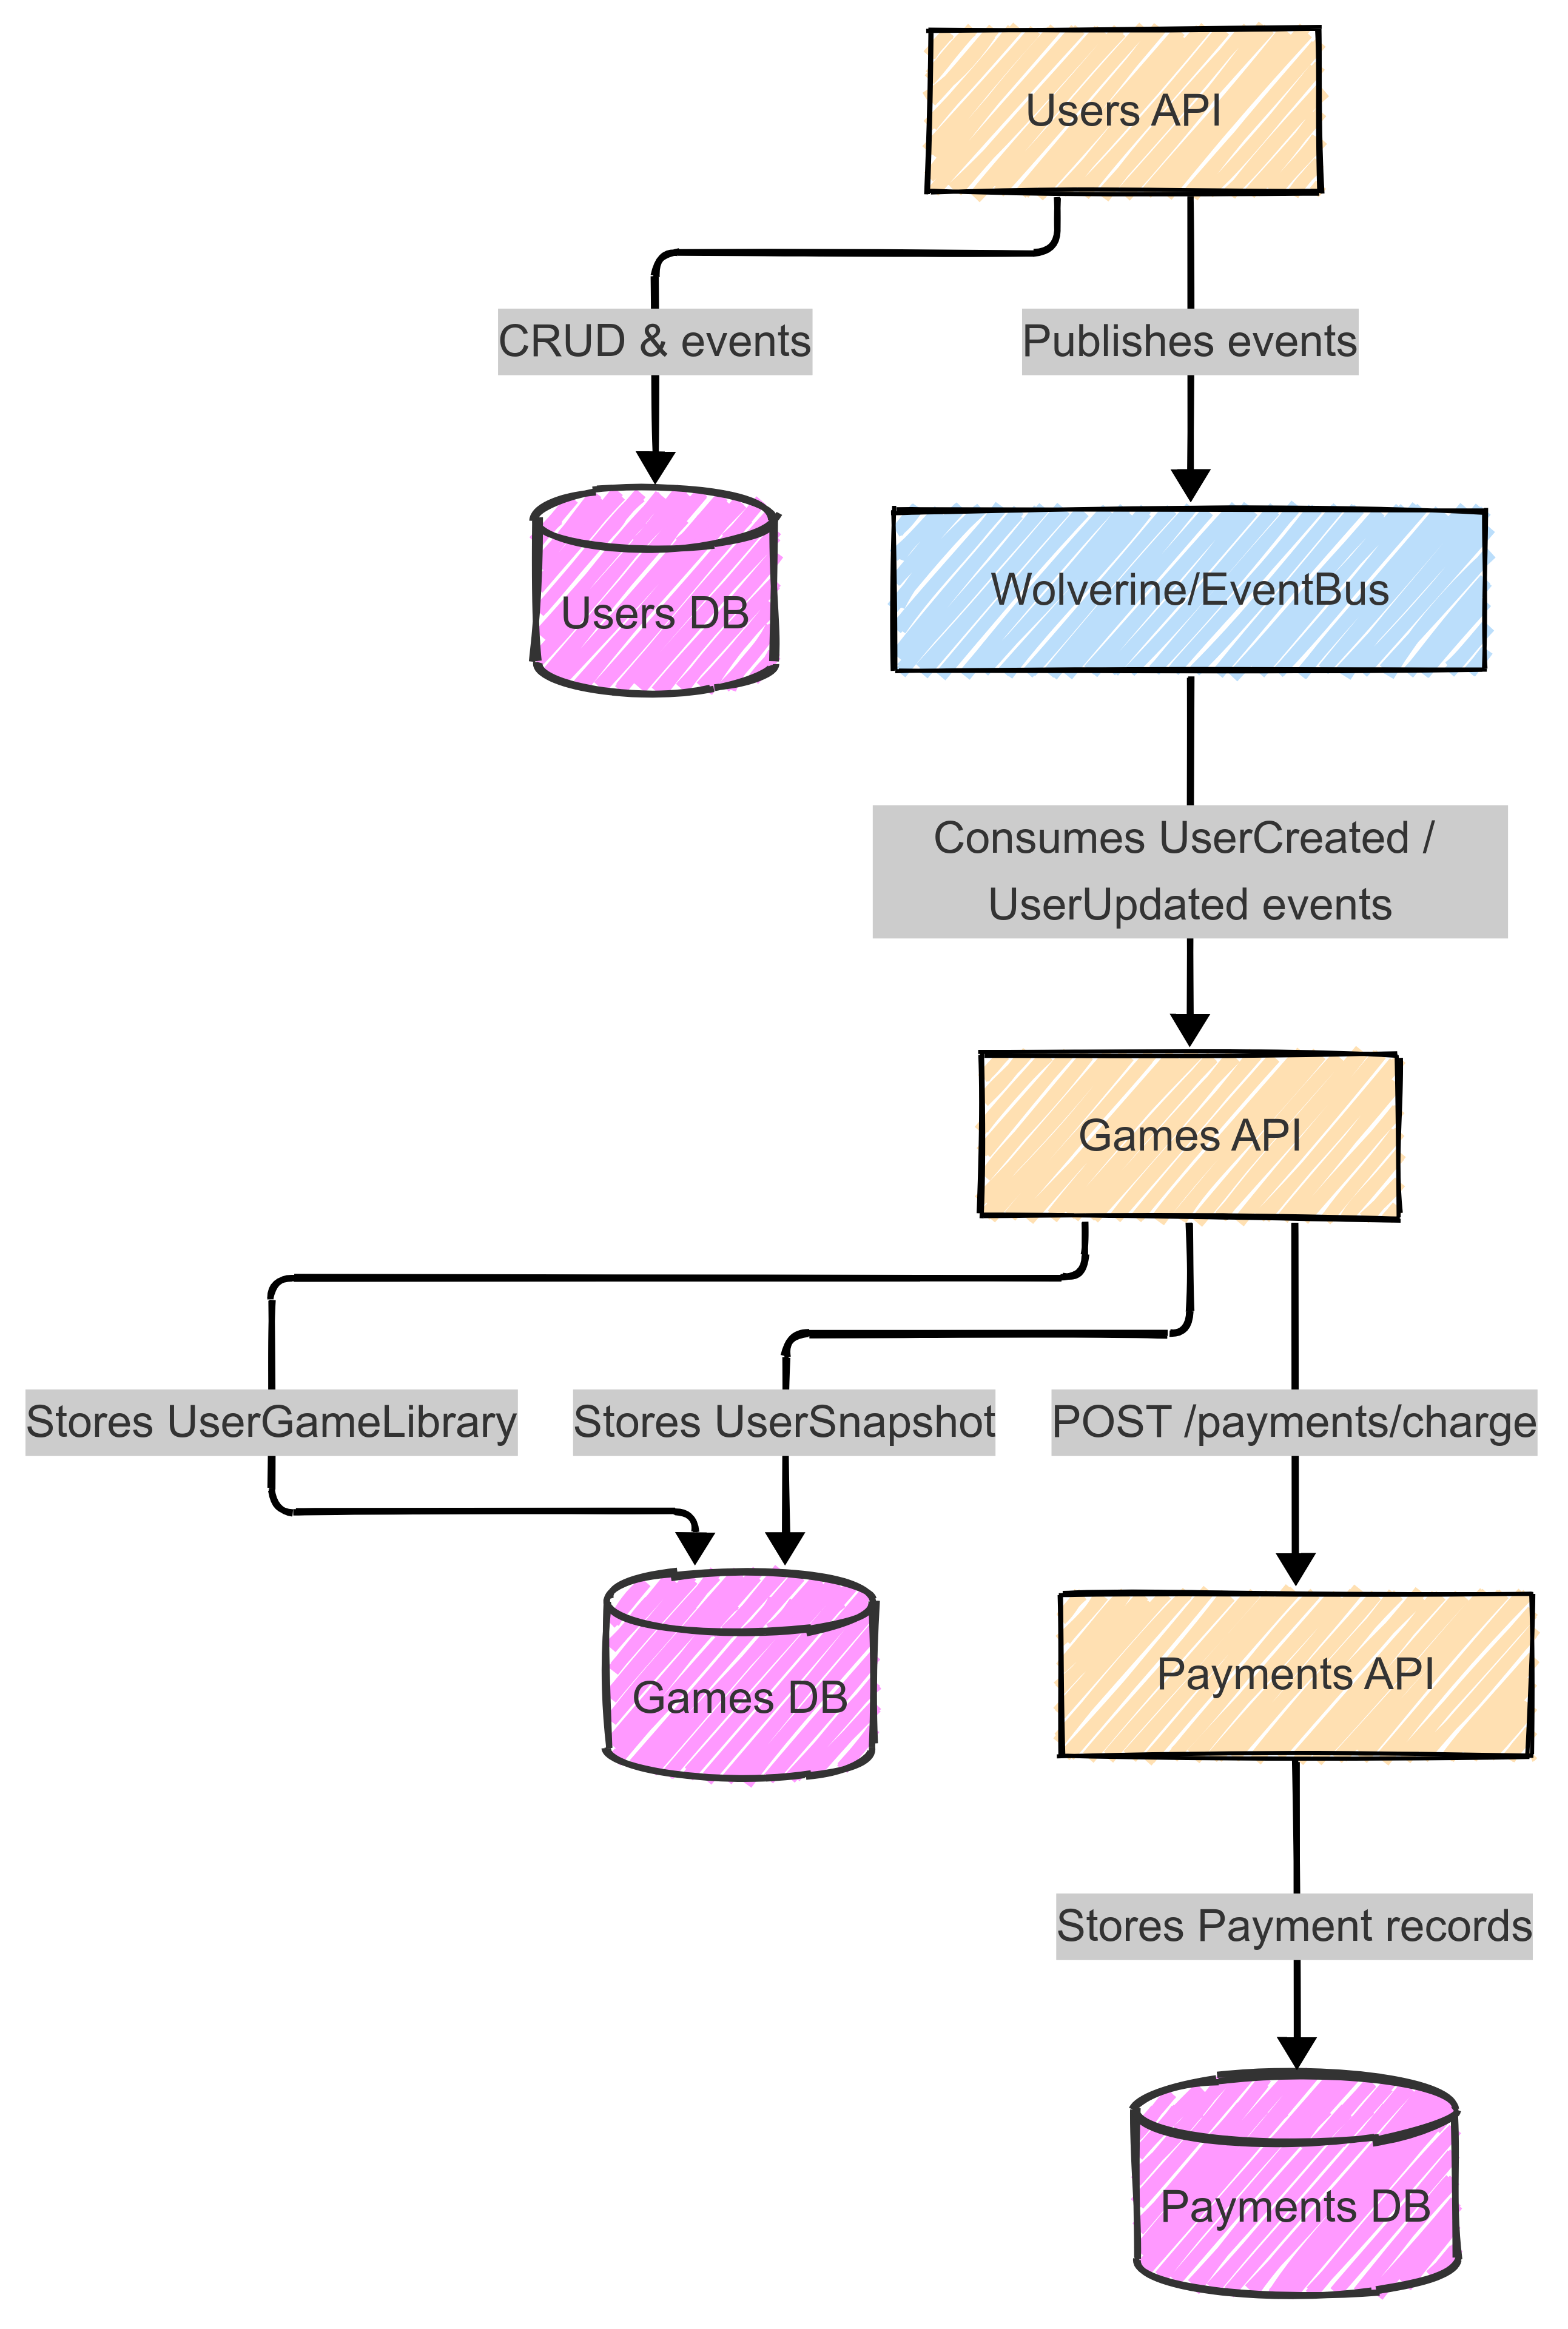 Users API
CRUD & events
Publishes events
Users DB
Wolverine/EventBus
Consumes UserCreated /
UserUpdated events
Games API
Stores UserGameLibrary
Stores UserSnapshot
POST /payments/charge
Games DB
Payments API
Stores Payment records
Payments DB